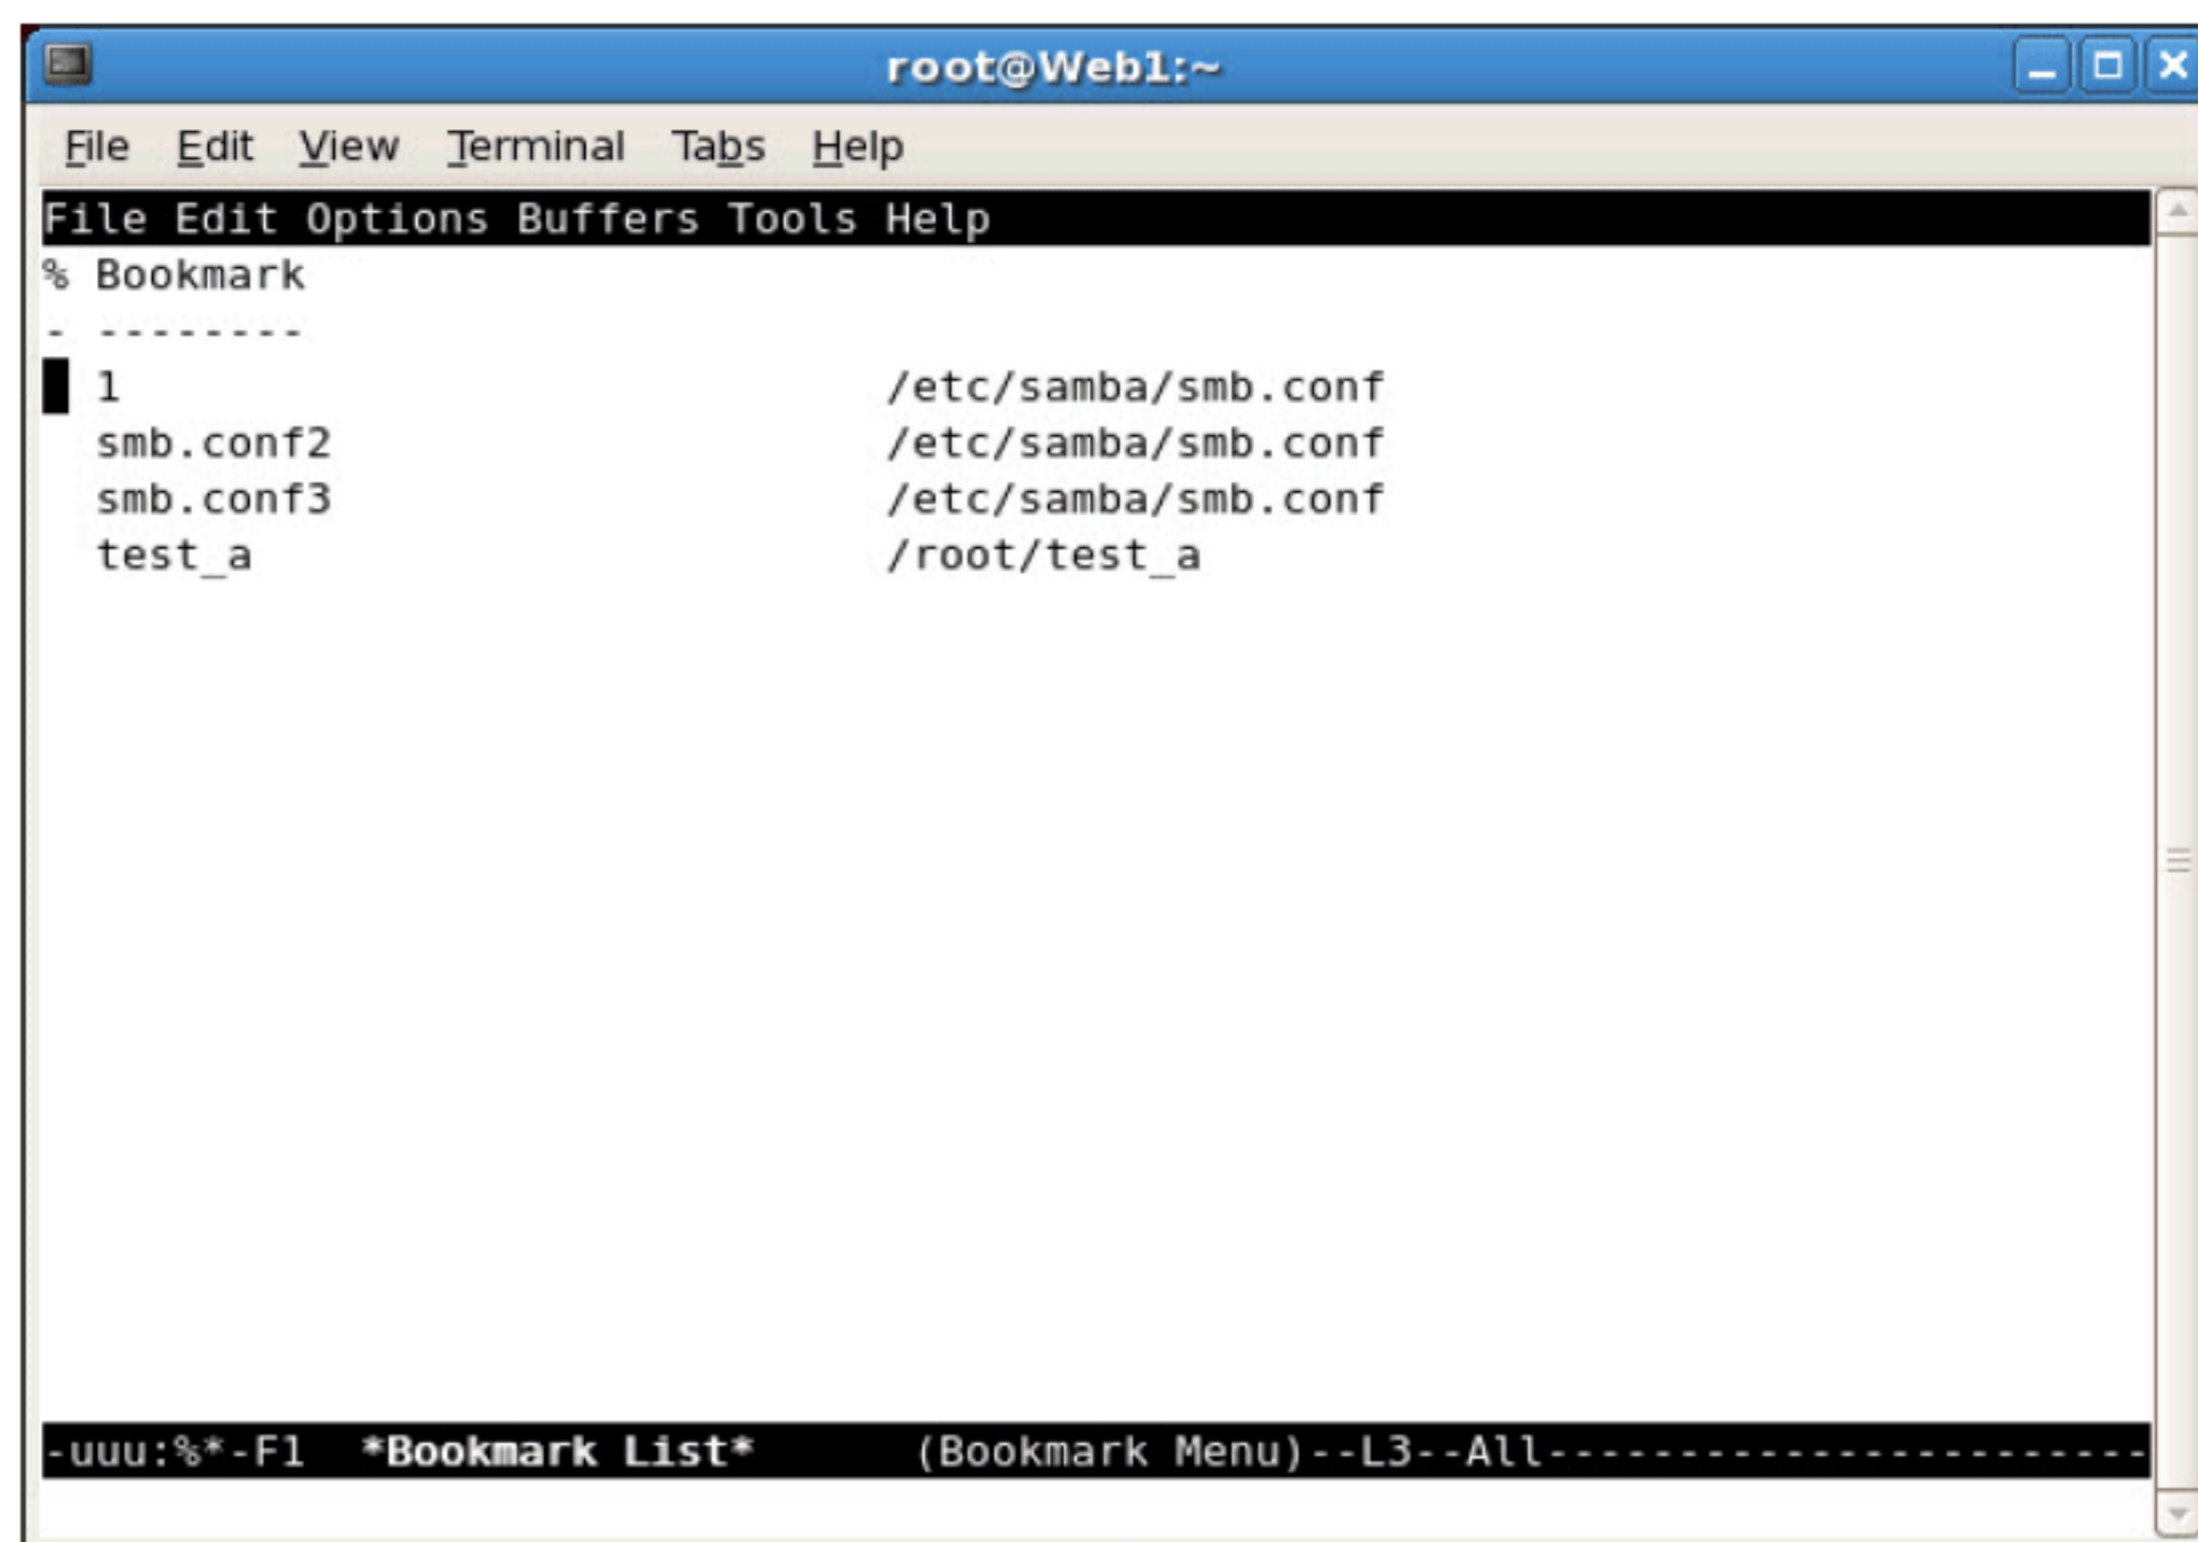 root@Web1:~
File Edit View Terminal Tabs Help
File Edit Options Buffers Tools Help
% Bookmark
- --------
1 /etc/samba/smb.conf
smb.conf2 /etc/samba/smb.conf
smb.conf3 /etc/samba/smb.conf
test_a /root/test_a
-uuu:%*-F1 *Bookmark List* (Bookmark Menu)--L3--All-----------------------